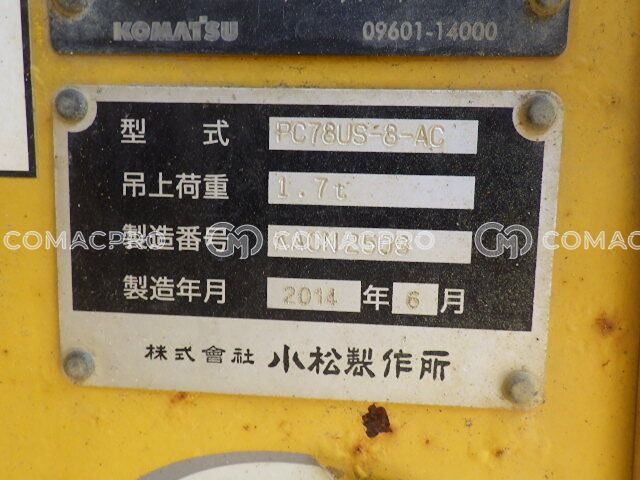 KOMATSU 09601-14000
型 式 PC78US-8-AC
吊上荷重 1.7t
製造番号
製造年月 2014 年 6 月
株式會社 小松製作所
COMACPRO COMACPRO COMAC